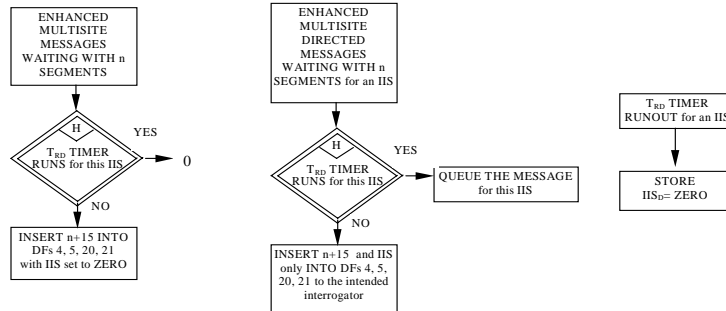 ENHANCED
MULTISITE
MESSAGES
WAITING WITH n
SEGMENTS
H
YES
TRD TIMER
RUNS for this IIS
0
NO
INSERT n+15 INTO
DFs 4, 5, 20, 21
with IIS set to ZERO
ENHANCED
MULTISITE
DIRECTED
MESSAGES
WAITING WITH n
SEGMENTS for an IIS
H
YES
TRD TIMER
RUNS for this IIS
QUEUE THE MESSAGE
for this IIS
NO
INSERT n+15 and IIS
only INTO DFs 4, 5,
20, 21 to the intended
interrogator
TRD TIMER
RUNOUT for an IIS
STORE
IISD= ZERO